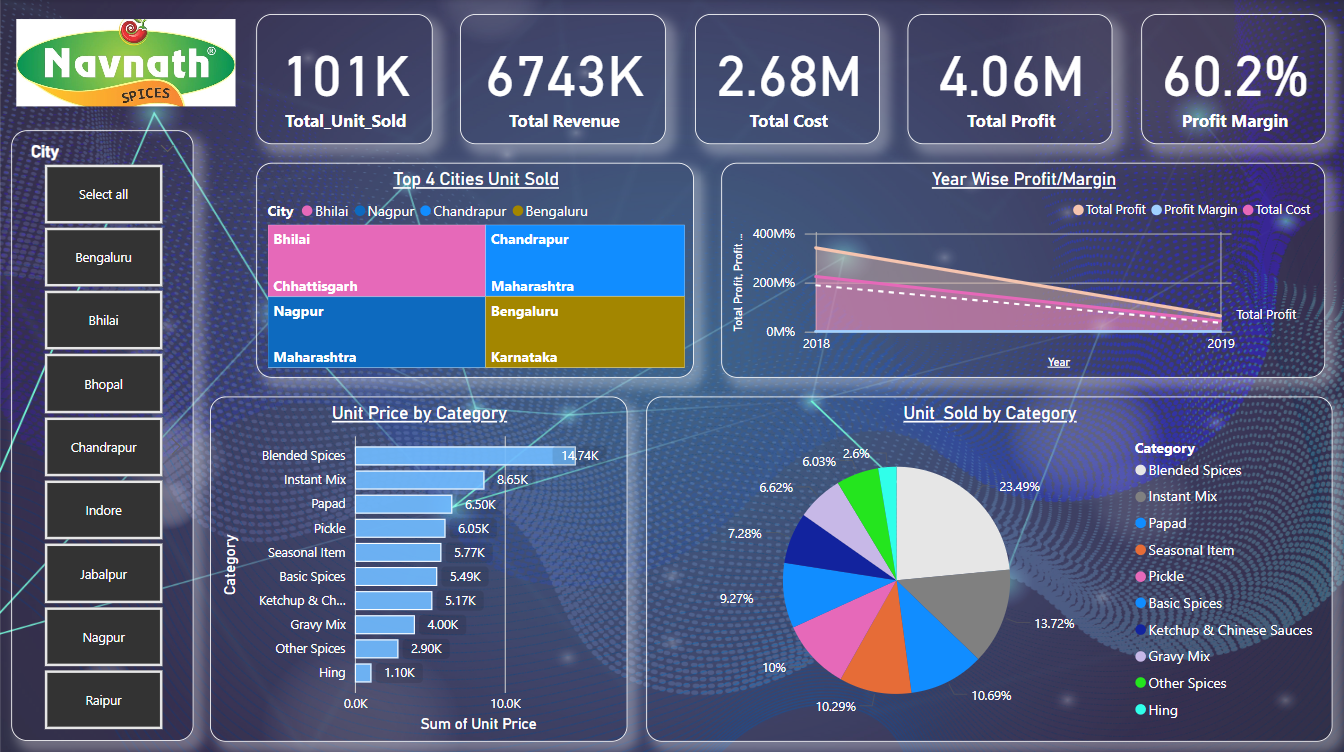 Navnath®
SPICES
101K
Total_Unit_Sold
6743K
Total Revenue
2.68M
Total Cost
4.06M
Total Profit
60.2%
Profit Margin
City
Select all
Bengaluru
Bhilai
Bhopal
Chandrapur
Indore
Jabalpur
Nagpur
Raipur
Top 4 Cities Unit Sold
City Bhilai Nagpur Chandrapur Bengaluru
Bhilai
Chhattisgarh
Chandrapur
Maharashtra
Nagpur
Maharashtra
Bengaluru
Karnataka
Year Wise Profit/Margin
Total Profit Profit Margin Total Cost
Total Profit, Profit ...
400M%
200M%
0M%
Total Profit
2018
2019
Year
Unit Price by Category
Category
Blended Spices 14.74K
Instant Mix 8.65K
Papad 6.50K
Pickle 6.05K
Seasonal Item 5.77K
Basic Spices 5.49K
Ketchup & Ch... 5.17K
Gravy Mix 4.00K
Other Spices 2.90K
Hing 1.10K
0.0K 10.0K
Sum of Unit Price
Unit_Sold by Category
23.49%
13.72%
10.69%
10.29%
10%
9.27%
7.28%
6.62%
6.03%
2.6%
Category
Blended Spices
Instant Mix
Papad
Seasonal Item
Pickle
Basic Spices
Ketchup & Chinese Sauces
Gravy Mix
Other Spices
Hing